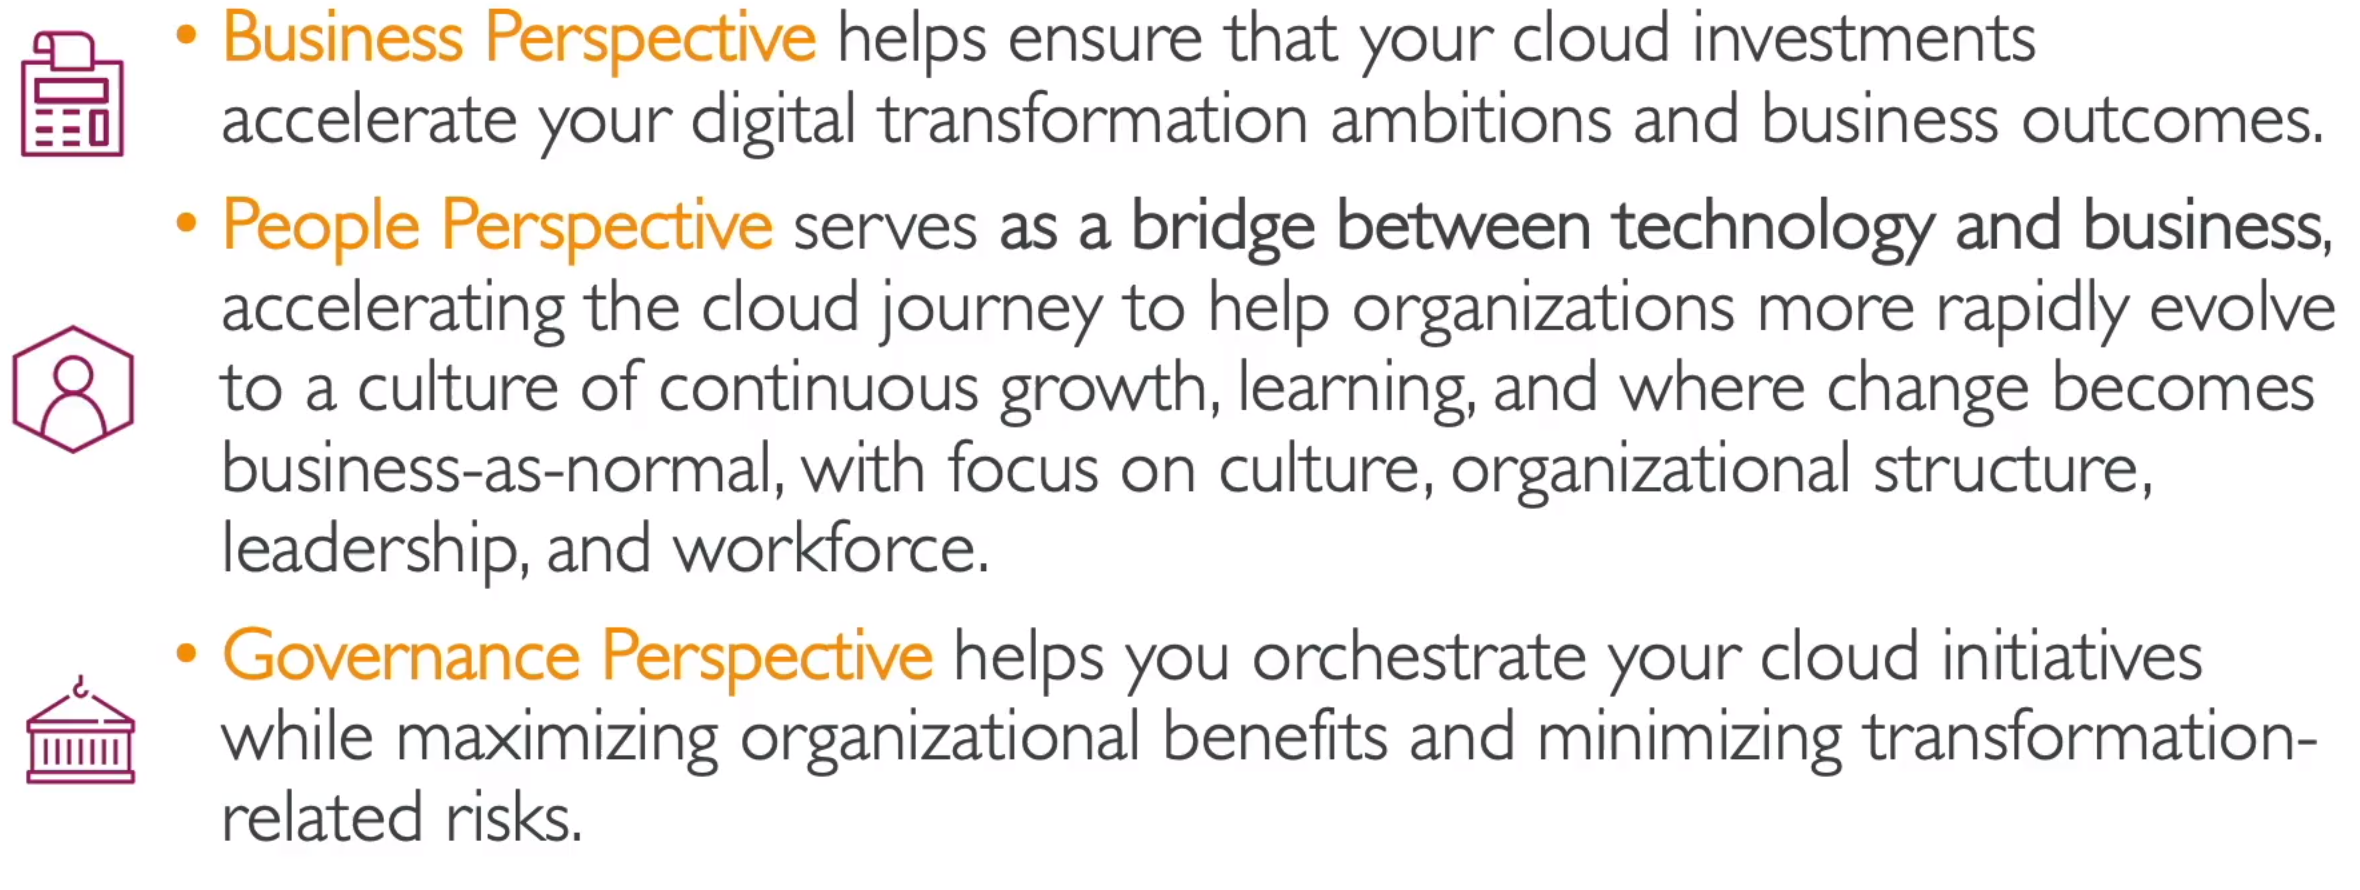 • Business Perspective helps ensure that your cloud investments
accelerate your digital transformation ambitions and business outcomes.
• People Perspective serves as a bridge between technology and business,
accelerating the cloud journey to help organizations more rapidly evolve
to a culture of continuous growth, learning, and where change becomes
business-as-normal, with focus on culture, organizational structure,
leadership, and workforce.
• Governance Perspective helps you orchestrate your cloud initiatives
while maximizing organizational benefits and minimizing transformation-
related risks.